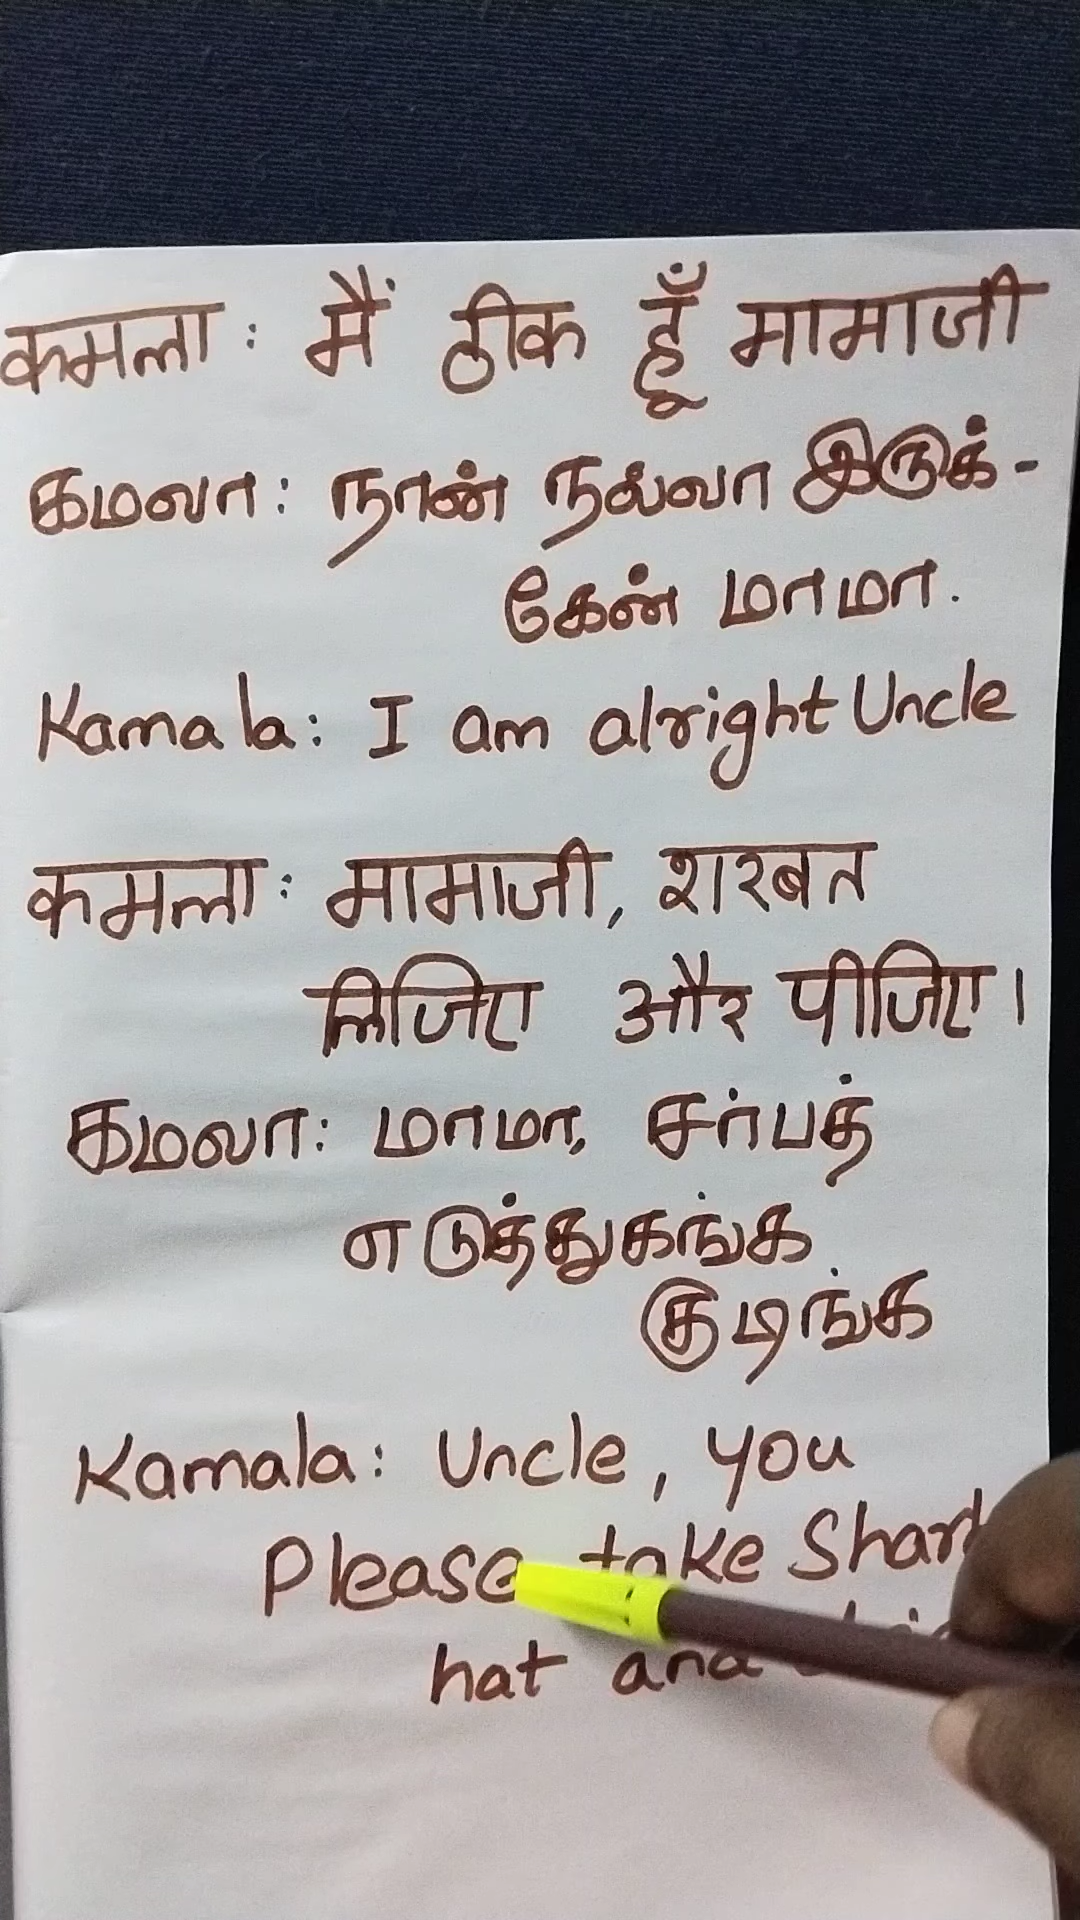 कमला: मैं ठीक हूँ मामाजी
கமலா: நான் நல்லா இருக்-
கேன் மாமா.
Kamala: I am alright Uncle
कमला: मामाजी, शरबत
लिजिए और पीजिए।
கமலா: மாமா, சர்பத்
எடுத்துகங்க
குடிங்க
Kamala: Uncle, you
Please take
hat and